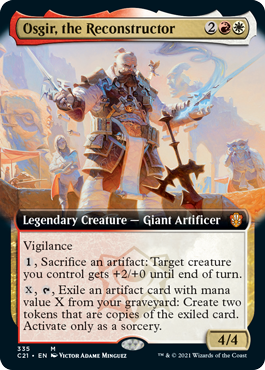 Osgir, the Reconstructor 2
Legendary Creature — Giant Artificer
Vigilance
1, Sacrifice an artifact: Target creature
you control gets +2/+0 until end of turn.
X, , Exile an artifact card with mana
value X from your graveyard: Create two
tokens that are copies of the exiled card.
Activate only as a sorcery.
4/4
335 M
C21 • EN Victor Adame Minguez
™ & © 2021 Wizards of the Coast